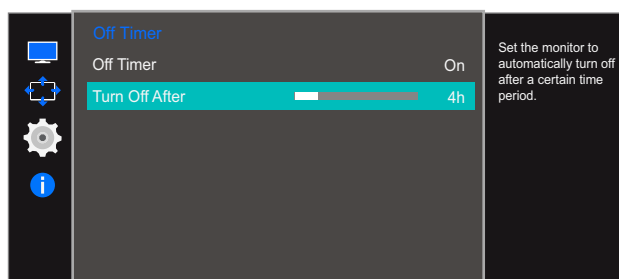 Off Timer
Off Timer On
Turn Off After 4h
Set the monitor to
automatically turn off
after a certain time
period.